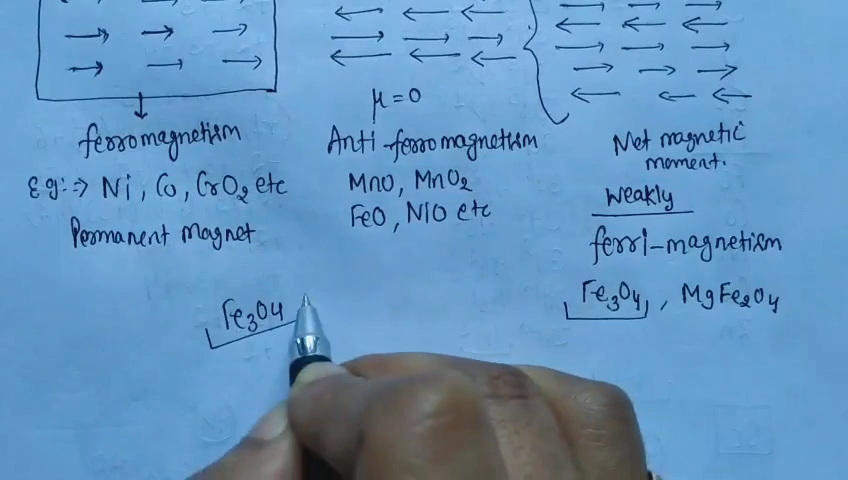 ferromagnetism
Eg:⇒ Ni, Co, CrO2 etc
Permanent magnet
μ=0
Anti-ferromagnetism
MnO, MnO2
FeO, NiO etc
Net magnetic
moment.
Weakly
ferri-magnetism
Fe3O4, MgFe2O4
Fe3O4